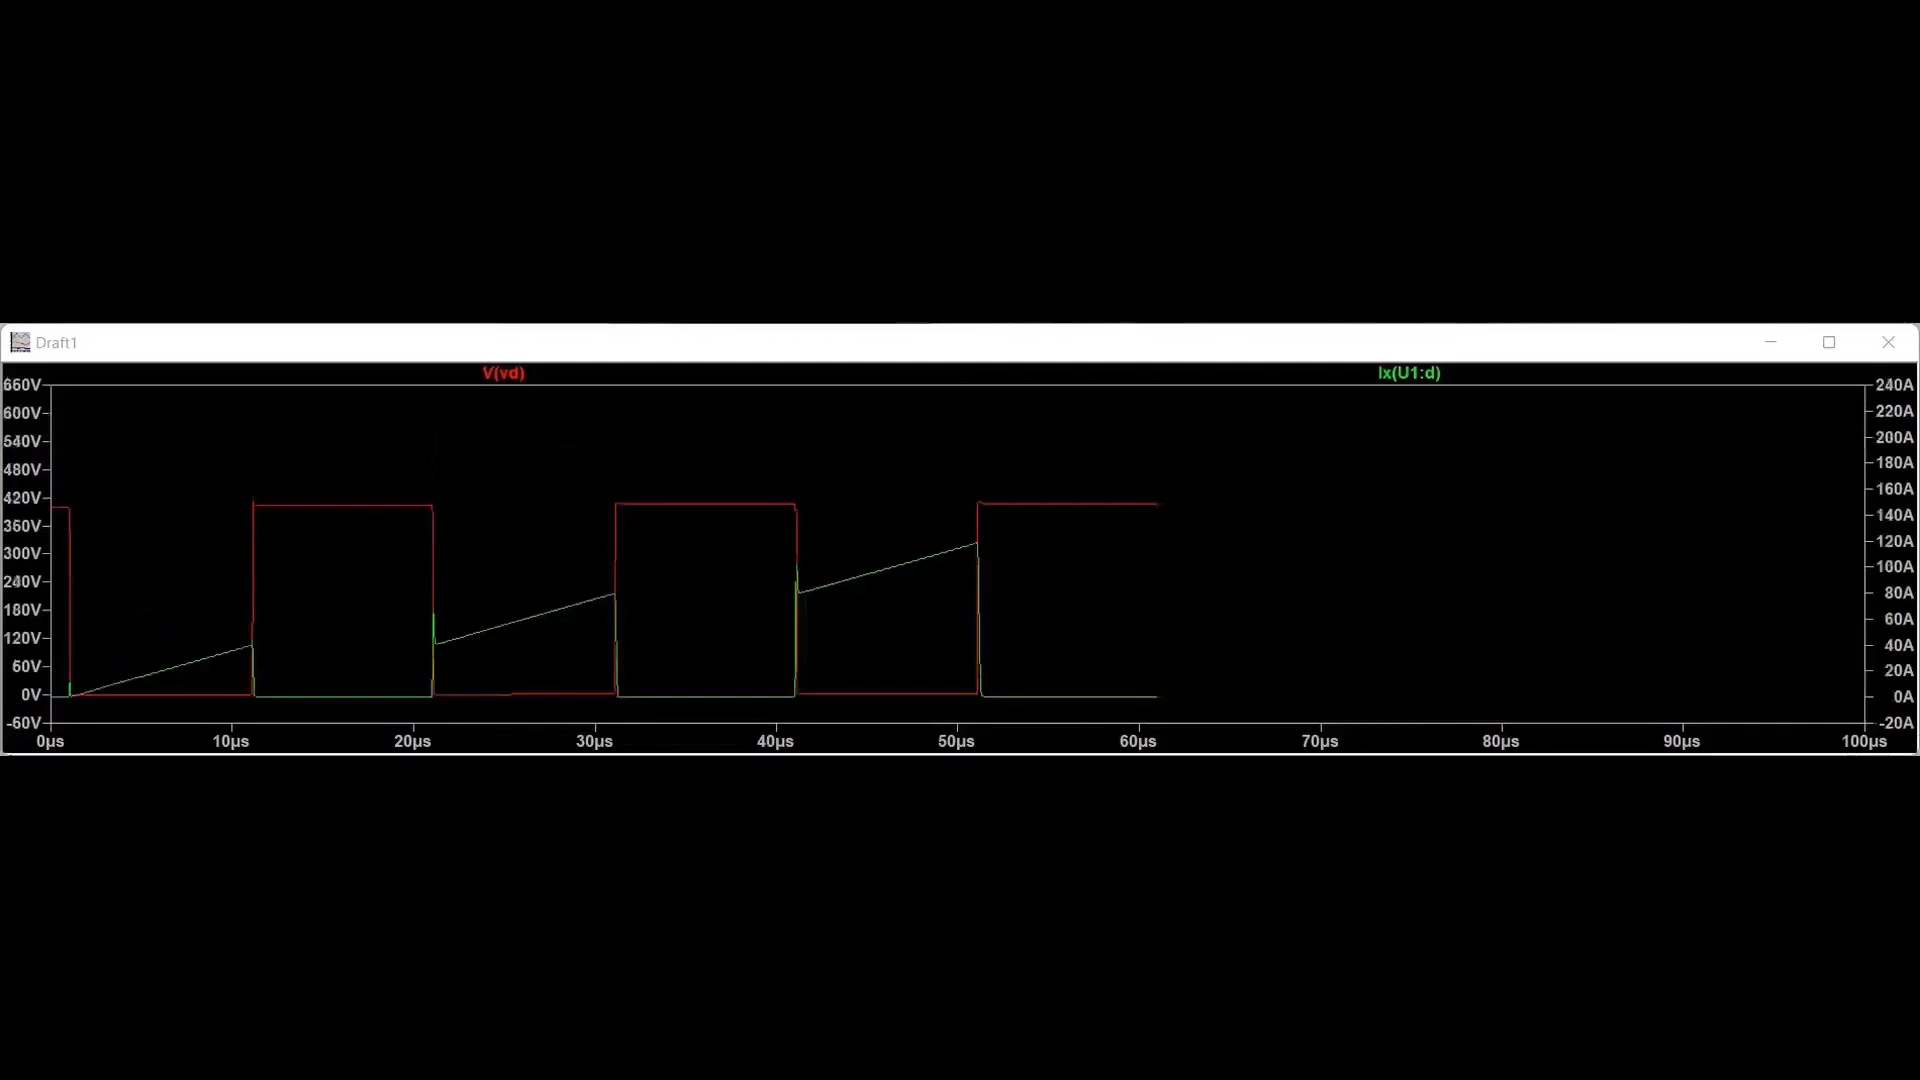 Draft1
V(vd) Ix(U1:d)
660V 240A
600V 220A
540V 200A
480V 180A
420V 160A
360V 140A
300V 120A
240V 100A
180V 80A
120V 60A
60V 40A
0V 20A
-60V 0A
-20A
0µs 10µs 20µs 30µs 40µs 50µs 60µs 70µs 80µs 90µs 100µs